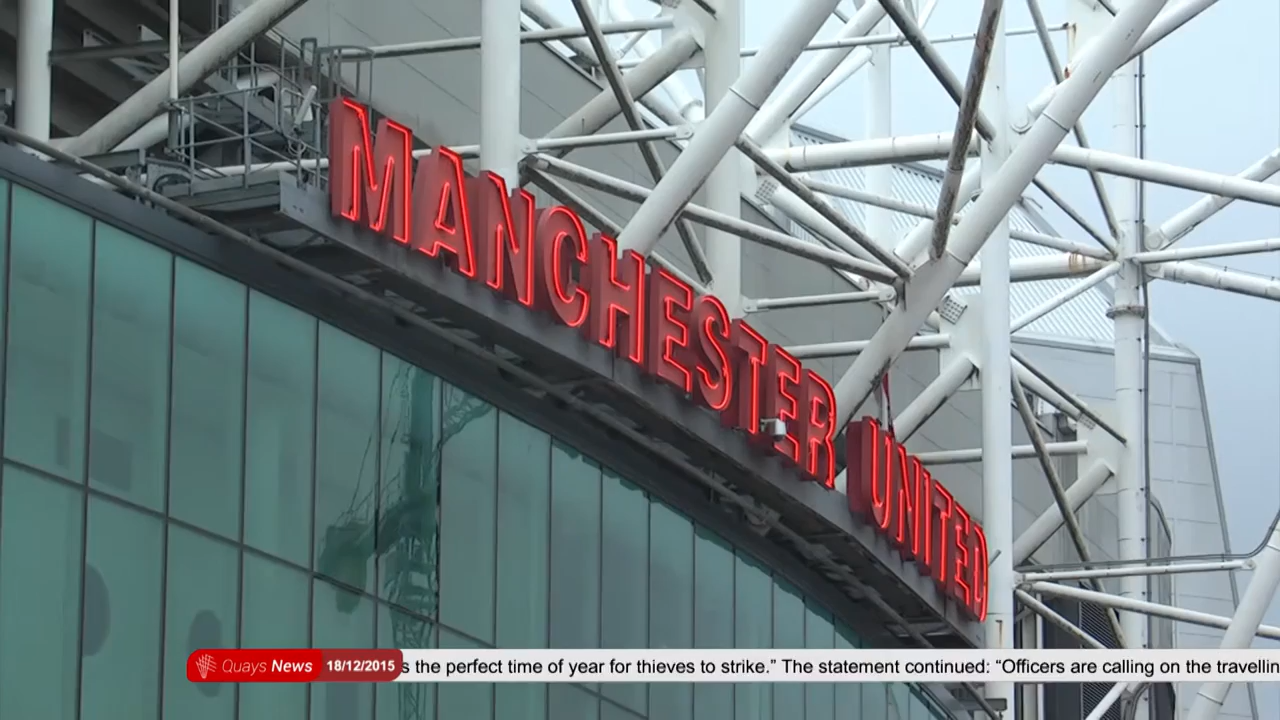 MANCHESTER UNITED
Quays News 18/12/2015 s the perfect time of year for thieves to strike.” The statement continued: “Officers are calling on the travellin